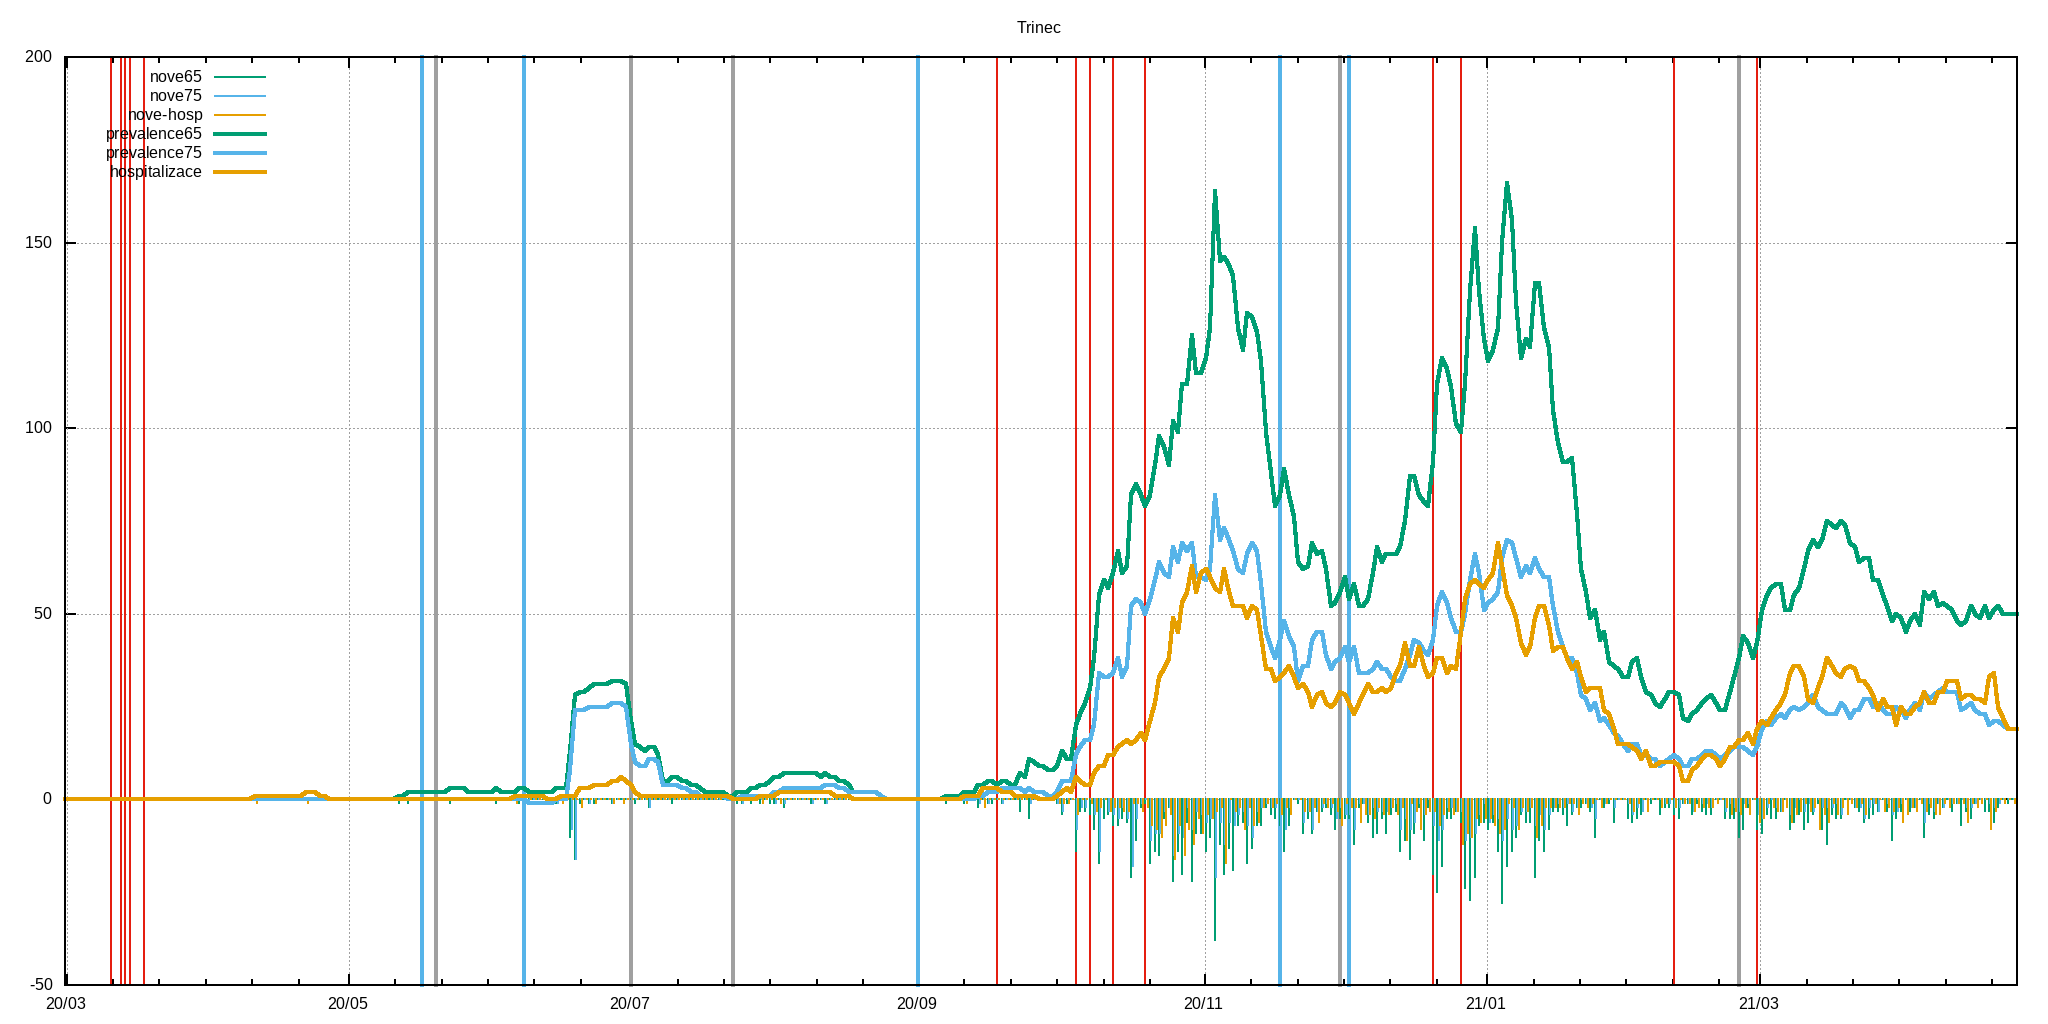 Trinec
200
150
100
50
0
-50
nove65
nove75
nove-hosp
prevalence65
prevalence75
hospitalizace
20/03 20/05 20/07 20/09 20/11 21/01 21/03